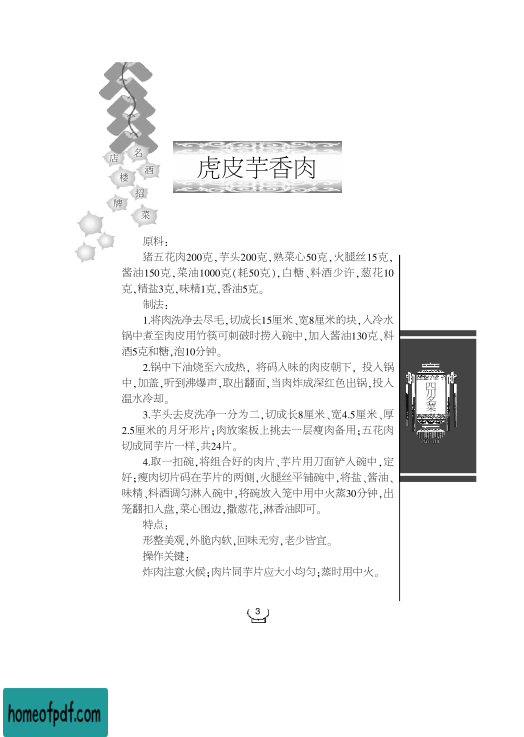 名
店
酒
楼
招
牌
菜
虎皮芋香肉
原料:
猪五花肉200克,芋头200克,熟菜心50克,火腿丝15克,
酱油150克,菜油1000克(耗50克),白糖、料酒少许,葱花10
克,精盐3克,味精1克,香油5克。
制法:
1.将肉洗净去尽毛,切成长15厘米、宽8厘米的块,入冷水
锅中煮至肉皮用竹筷可刺破时捞入碗中,加入酱油130克、料
酒5克和糖,泡10分钟。
2.锅中下油烧至六成热，将码入味的肉皮朝下，投入锅
中,加盖,听到沸爆声,取出翻面,当肉炸成深红色出锅,投入
温水冷却。
3.芋头去皮洗净一分为二,切成长8厘米、宽4.5厘米、厚
2.5厘米的月牙形片;肉放案板上挑去一层瘦肉备用;五花肉
切成同芋片一样,共24片。
4.取一扣碗,将组合好的肉片、芋片用刀面铲入碗中,定
好;瘦肉切片码在芋片的两侧,火腿丝平铺碗中,将盐、酱油、
味精、料酒调匀淋入碗中,将碗放入笼中用中火蒸30分钟,出
笼翻扣入盘,菜心围边,撒葱花,淋香油即可。
特点:
形整美观,外脆内软,回味无穷,老少皆宜。
操作关键:
炸肉注意火候;肉片同芋片应大小均匀;蒸时用中火。
四川菜
3
homeofpdf.com